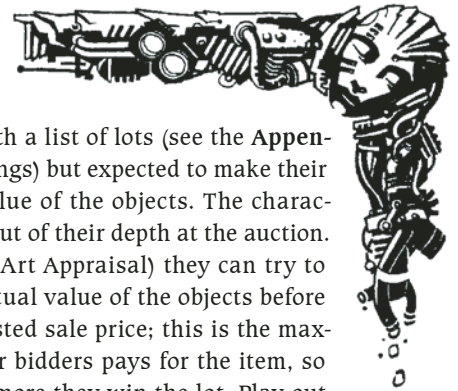 th a list of lots (see the Appen-
ngs) but expected to make their
lue of the objects. The charac-
ut of their depth at the auction.
Art Appraisal) they can try to
tual value of the objects before
sted sale price; this is the max-
r bidders pays for the item, so
more they win the lot. Play out